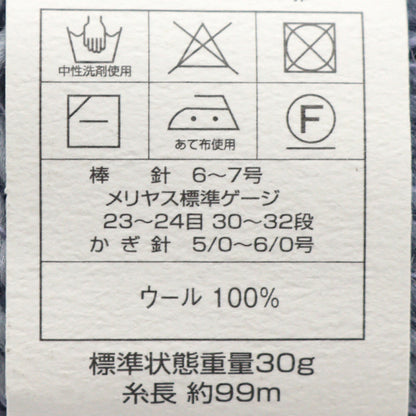 中性洗剤使用
あて布使用
F
棒　針　6〜7号
メリヤス標準ゲージ
23〜24目 30〜32段
かぎ針　5/0〜6/0号
ウール 100%
標準状態重量30g
糸長 約99m